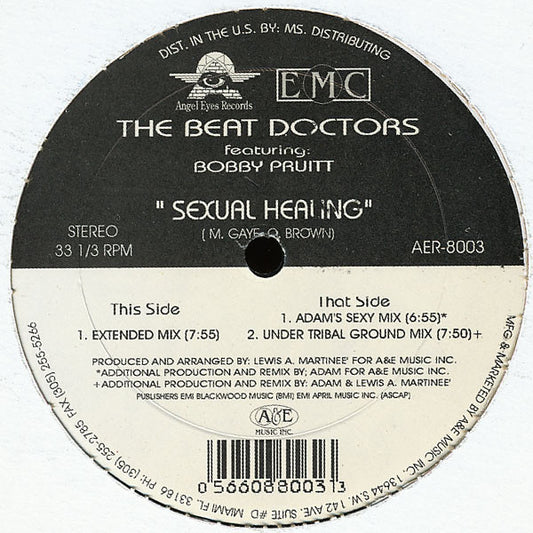 DIST. IN THE U.S. BY: MS. DISTRIBUTING
Angel Eyes Records
EMC
THE BEAT DOCTORS
featuring:
BOBBY PRUITT
" SEXUAL HEALING"
( M. GAYE, O. BROWN)
STEREO
33 1/3 RPM
AER-8003
This Side
1. EXTENDED MIX (7:55)
That Side
1. ADAM'S SEXY MIX (6:55)*
2. UNDER TRIBAL GROUND MIX (7:50)+
PRODUCED AND ARRANGED BY: LEWIS A. MARTINEE' FOR A&E MUSIC INC.
*ADDITIONAL PRODUCTION AND REMIX BY; ADAM FOR A&E MUSIC INC.
+ADDITIONAL PRODUCTION AND REMIX BY: ADAM & LEWIS A. MARTINEE'
PUBLISHERS EMI BLACKWOOD MUSIC (BMI) EMI APRIL MUSIC INC. (ASCAP)
A&E
MUSIC INC.
0 56608 8003 1 3
MFG & MARKETED BY A&E MUSIC INC. 13644 S.W. 142 AVE. SUITE #D MIAMI FL. 33186 PH: (305) 255-2785 FAX (305) 255-5266